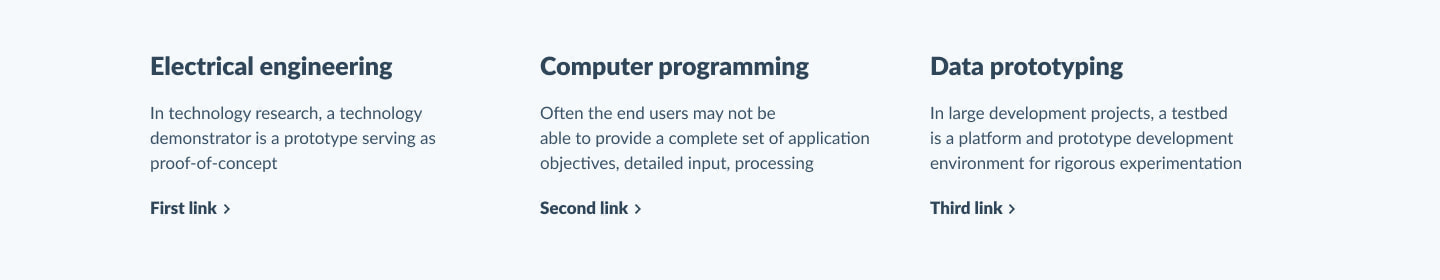 Electrical engineering
In technology research, a technology
demonstrator is a prototype serving as
proof-of-concept
First link >
Computer programming
Often the end users may not be
able to provide a complete set of application
objectives, detailed input, processing
Second link >
Data prototyping
In large development projects, a testbed
is a platform and prototype development
environment for rigorous experimentation
Third link >